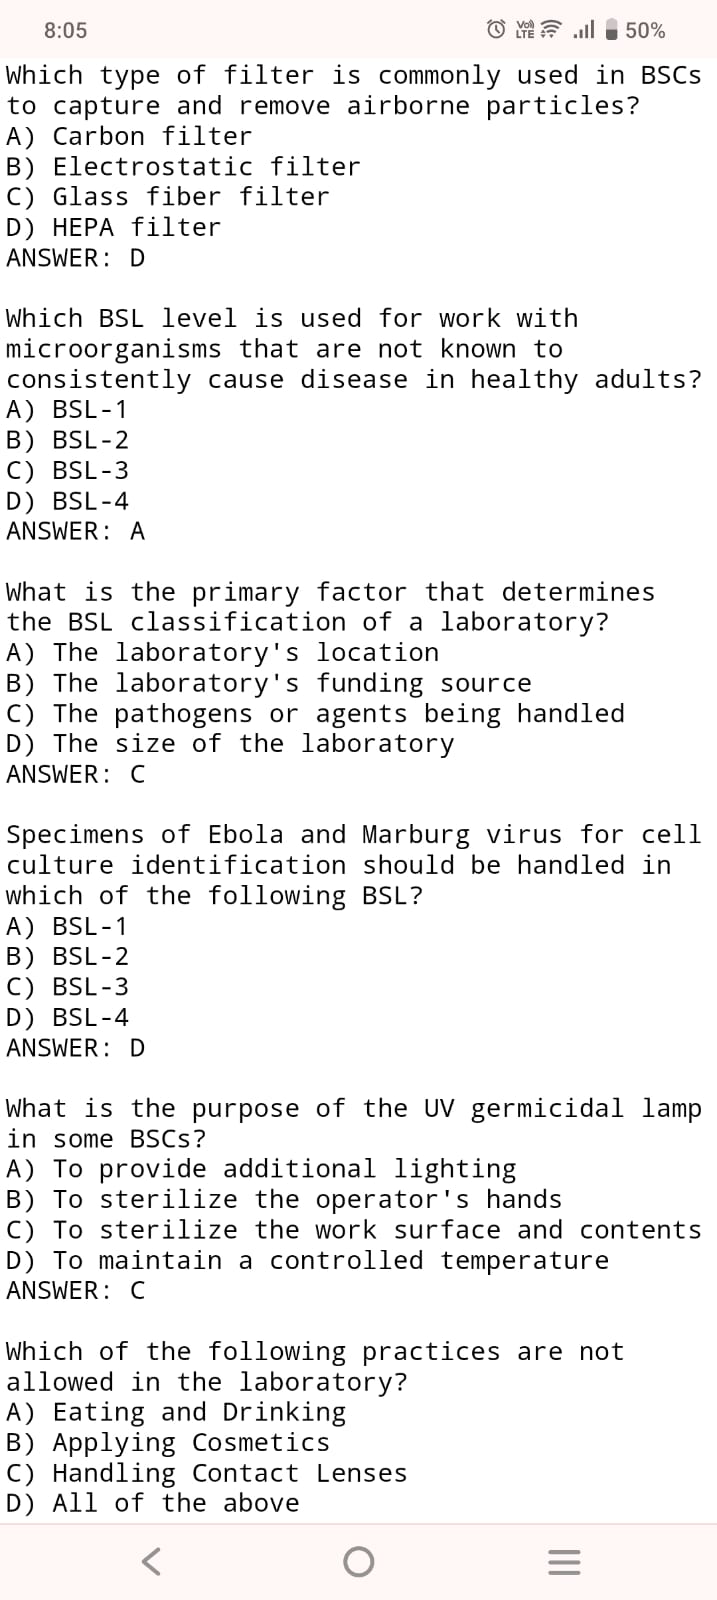 8:05
Vo)) LTE
50%
Which type of filter is commonly used in BSCs
to capture and remove airborne particles?
A) Carbon filter
B) Electrostatic filter
C) Glass fiber filter
D) HEPA filter
ANSWER: D
Which BSL level is used for work with
microorganisms that are not known to
consistently cause disease in healthy adults?
A) BSL-1
B) BSL-2
C) BSL-3
D) BSL-4
ANSWER: A
What is the primary factor that determines
the BSL classification of a laboratory?
A) The laboratory's location
B) The laboratory's funding source
C) The pathogens or agents being handled
D) The size of the laboratory
ANSWER: C
Specimens of Ebola and Marburg virus for cell
culture identification should be handled in
which of the following BSL?
A) BSL-1
B) BSL-2
C) BSL-3
D) BSL-4
ANSWER: D
What is the purpose of the UV germicidal lamp
in some BSCs?
A) To provide additional lighting
B) To sterilize the operator's hands
C) To sterilize the work surface and contents
D) To maintain a controlled temperature
ANSWER: C
Which of the following practices are not
allowed in the laboratory?
A) Eating and Drinking
B) Applying Cosmetics
C) Handling Contact Lenses
D) All of the above